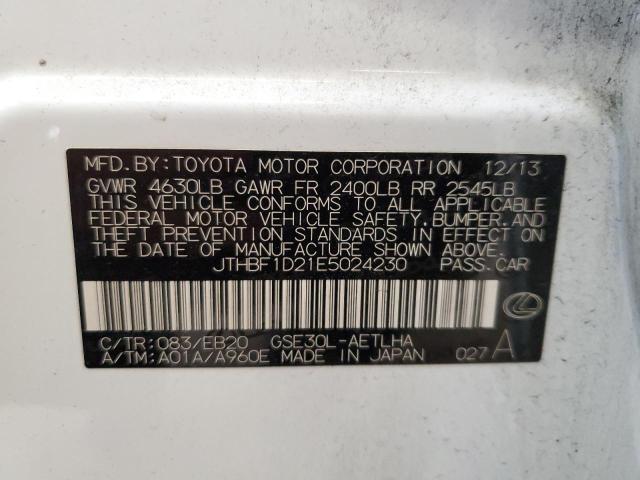 MFD. BY: TOYOTA MOTOR CORPORATION 12/13
GVWR 4630LB GAWR FR 2400LB RR 2545LB
THIS VEHICLE CONFORMS TO ALL APPLICABLE
FEDERAL MOTOR VEHICLE SAFETY, BUMPER, AND
THEFT PREVENTION STANDARDS IN EFFECT ON
THE DATE OF MANUFACTURE SHOWN ABOVE.
JTHBF1D21E5024230 PASS. CAR
C/TR: 083/EB20 GSE30L-AETLHA
A/TM: A01A/A960E MADE IN JAPAN 027 A